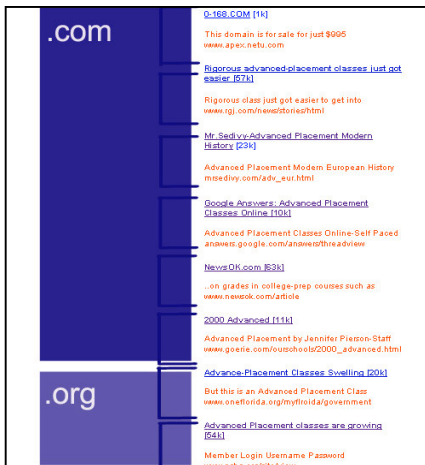 .com
0-168.COM [1k]
This domain is for sale for just $995
www.apex.netu.com
Rigorous advanced-placement classes just got
easier [57k]
Rigorous class just got easier to get into
www.rgj.com/news/stories/html
Mr.Sedivy-Advanced Placement Modern
History [23k]
Advanced Placement Modern European History
mrsedivy.com/adv_eur.html
Google Answers: Advanced Placement
Classes Online [10k]
Advanced Placement Classes Online-Self Paced
answers.google.com/answers/threadview
NewsOK.com [63k]
..on grades in college-prep courses such as
www.newsok.com/article
2000 Advanced [11k]
Advanced Placement by Jennifer Pierson-Staff
www.goerie.com/ourschools/2000_advanced.html
.org
Advance-Placement Classes Swelling [20k]
But this is an Advanced Placement Class
www.oneflorida.org/myflroida/government
Advanced Placement classes are growing
[54k]
Member Login Username Password